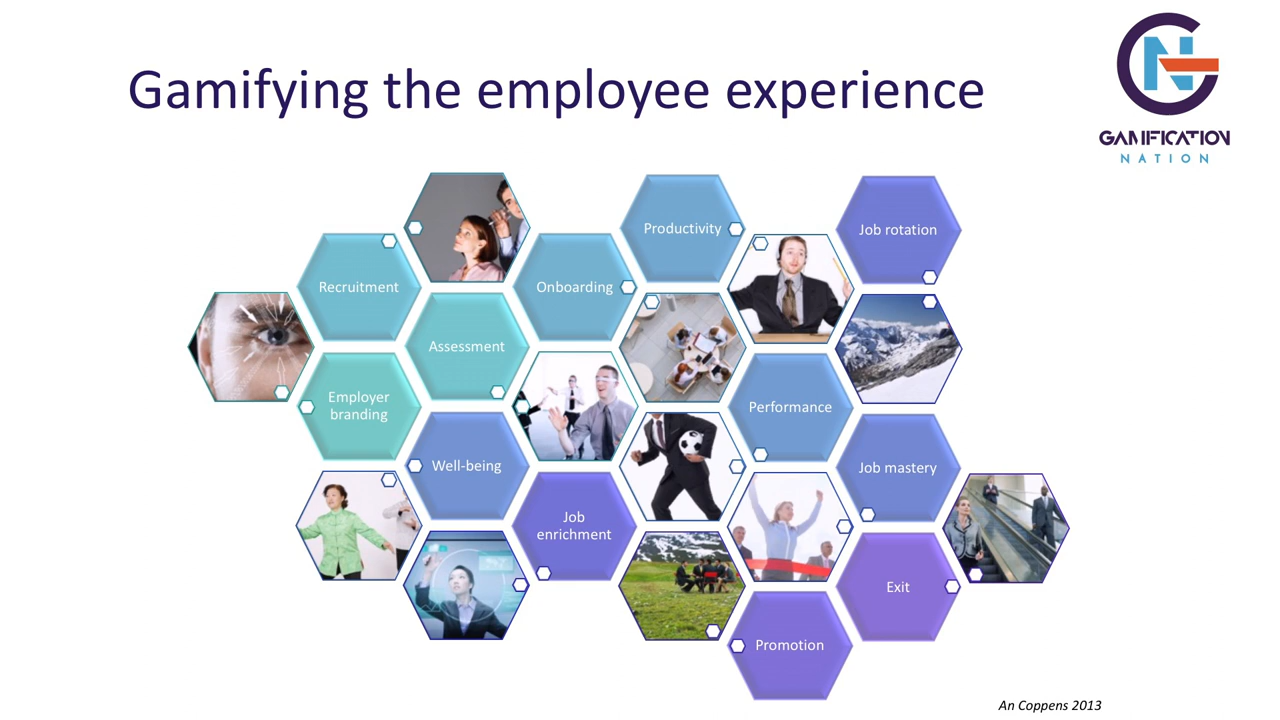 Gamifying the employee experience
GAMIFICATION
NATION
Productivity
Job rotation
Recruitment
Onboarding
Assessment
Employer
branding
Performance
Well-being
Job mastery
Job
enrichment
Exit
Promotion
An Coppens 2013